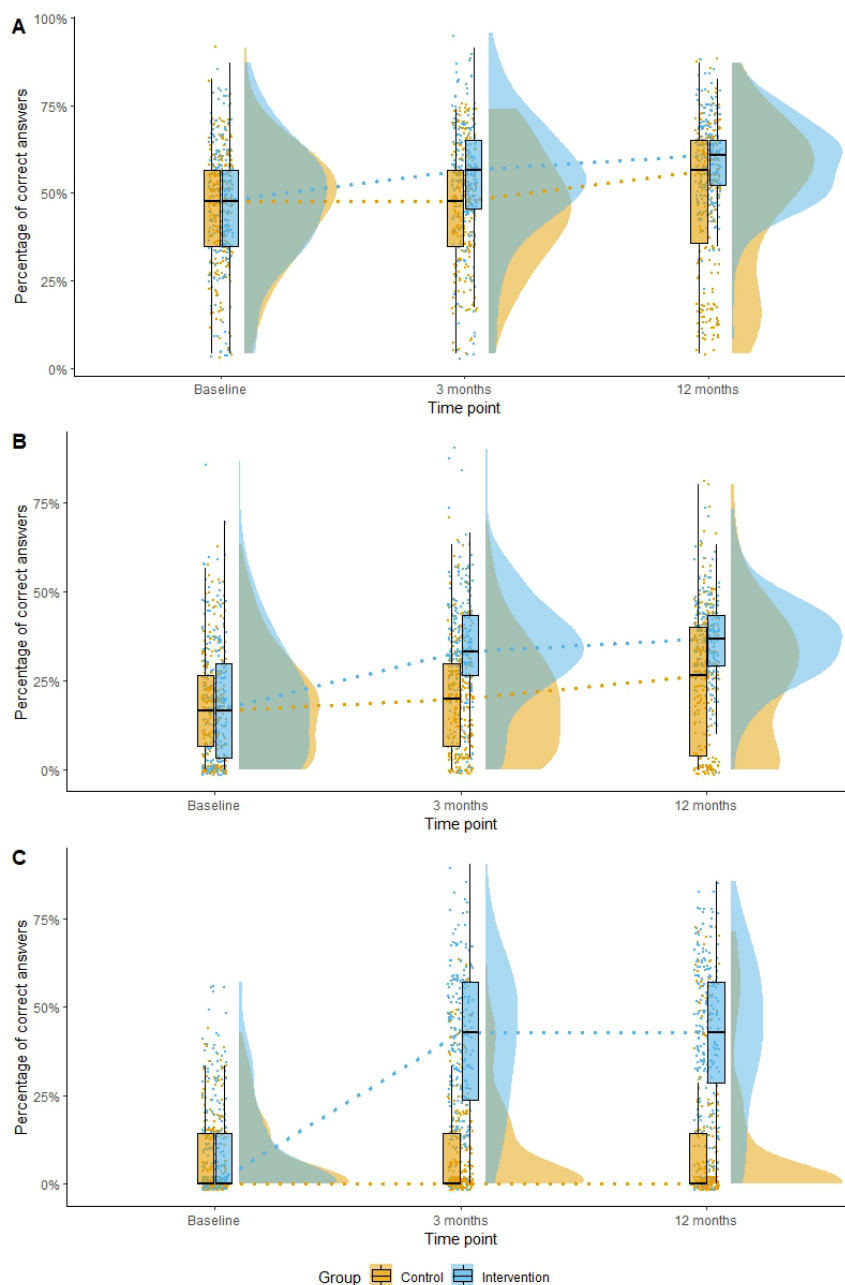 A
100%
75%
50%
25%
0%
Percentage of correct answers
Baseline
3 months
12 months
Time point
B
75%
50%
25%
0%
Percentage of correct answers
Baseline
3 months
12 months
Time point
C
75%
50%
25%
0%
Percentage of correct answers
Baseline
3 months
12 months
Time point
Group Control Intervention